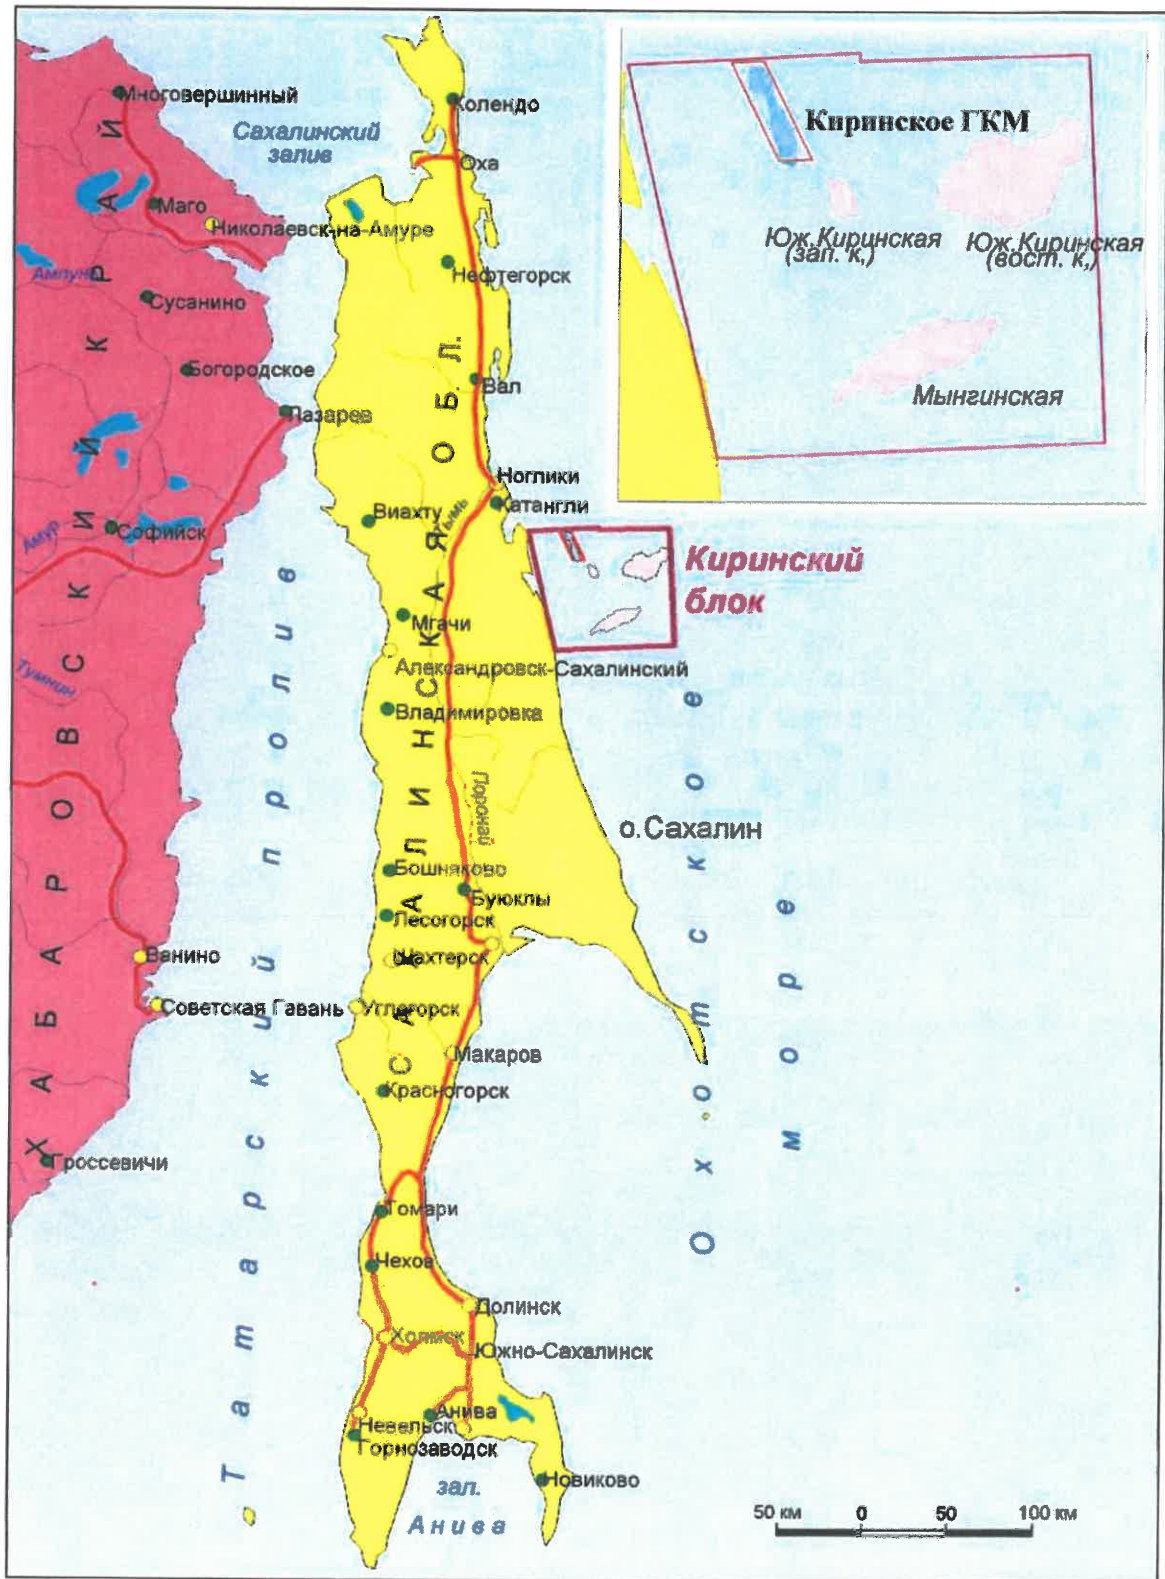 Многовершинный
Колендо
Сахалинский
залив
Оха
Маго
Николаевск-на-Амуре
Нефтегорск
Сусанино
Богородское
Вал
Лазарев
Ноглики
Катангли
Виахту
Тымь
Софийск
Амур
Мгачи
Александровск-Сахалинский
Тумнин
Владимировка
Поронай
о.Сахалин
Бошняково
Буюклы
Лесогорск
Шахтерск
Ванино
Советская Гавань
Углегорск
Макаров
Красногорск
Гроссевичи
Томари
Чехов
Долинск
Холмск
Южно-Сахалинск
Анива
Невельск
Горнозаводск
Новиково
зал.
Анива
ХАБАРОВСКИЙ КРАЙ
САХАЛИНСКАЯ ОБЛ.
Татарский пролив
Охотское
море
Киринский
блок
Киринское ГКМ
Юж.Киринская
(зап. к,)
Юж.Киринская
(вост. к,)
Мынгинская
50 км 0 50 100 км